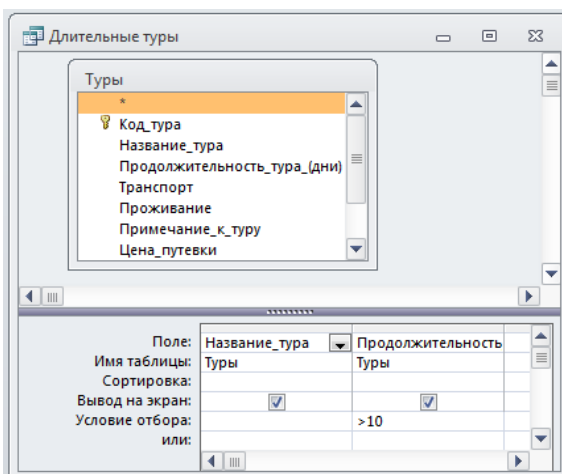 Длительные туры
Туры
*
Код_тура
Название_тура
Продолжительность_тура_(дни)
Транспорт
Проживание
Примечание_к_туру
Цена_путевки
Поле: Название_тура Продолжительность
Имя таблицы: Туры Туры
Сортировка:
Вывод на экран:
Условие отбора: >10
или: